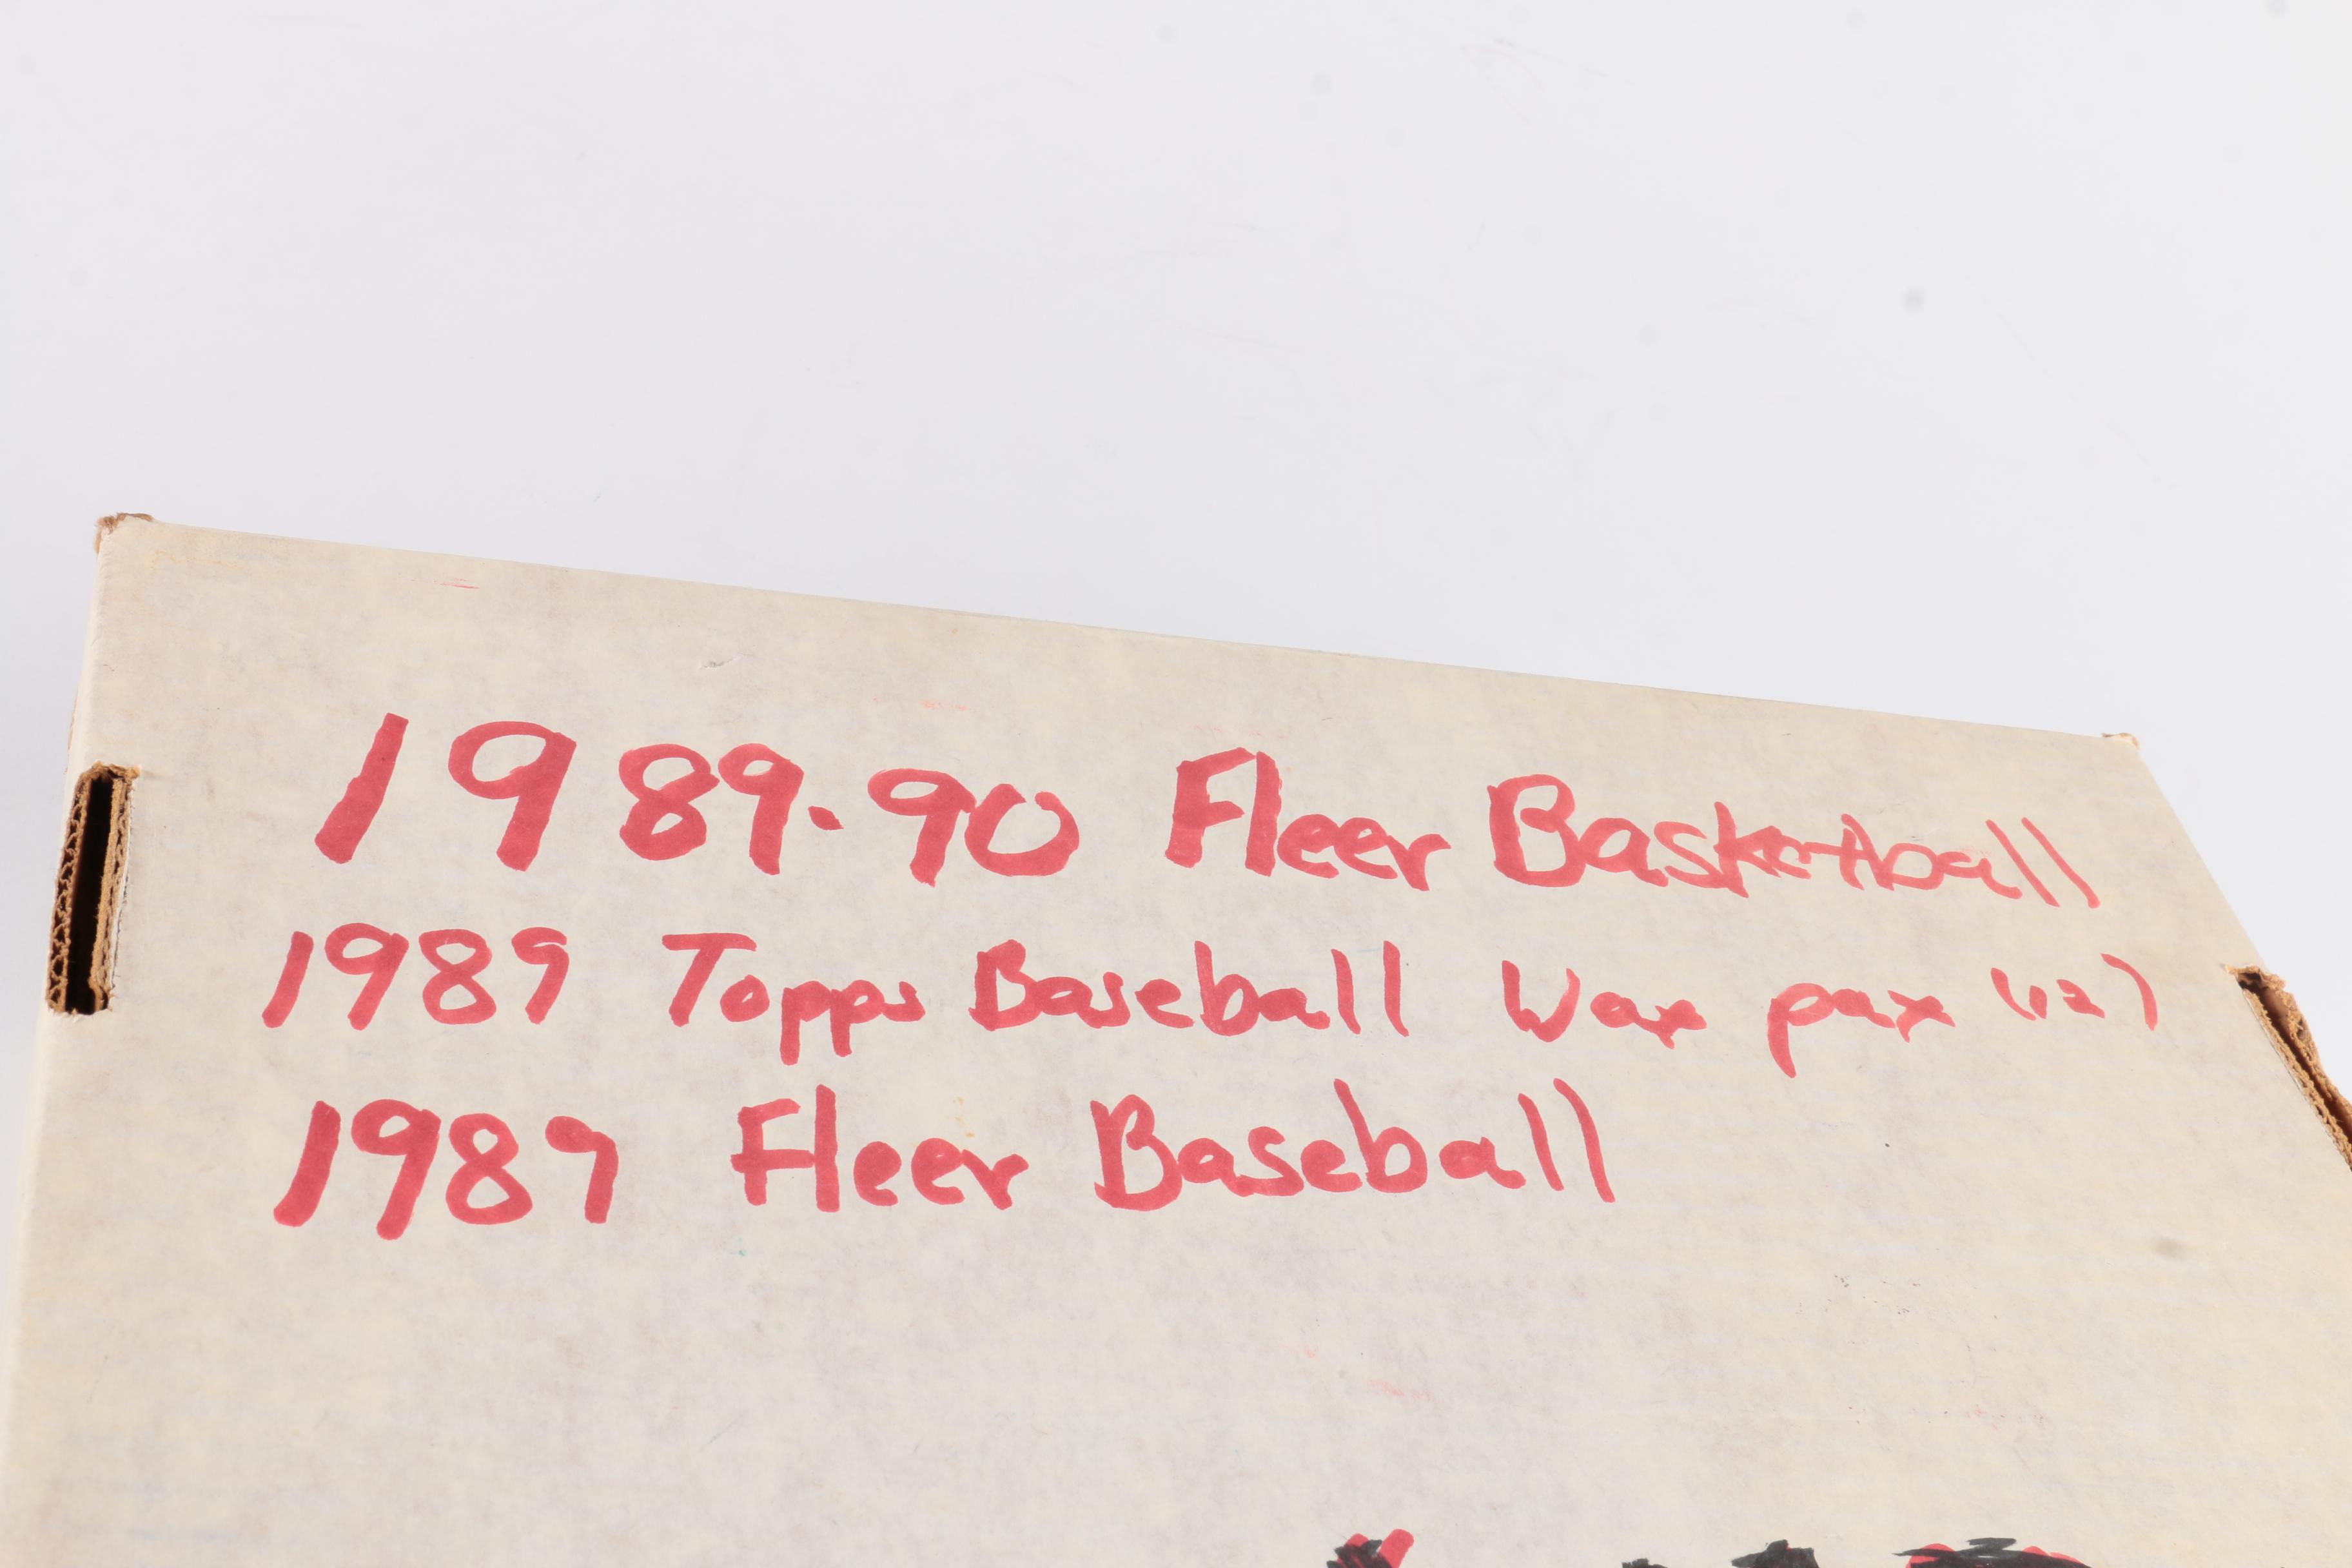 1989-90 Fleer Basketball
1989 Topps Baseball Wax pax (12)
1989 Fleer Baseball